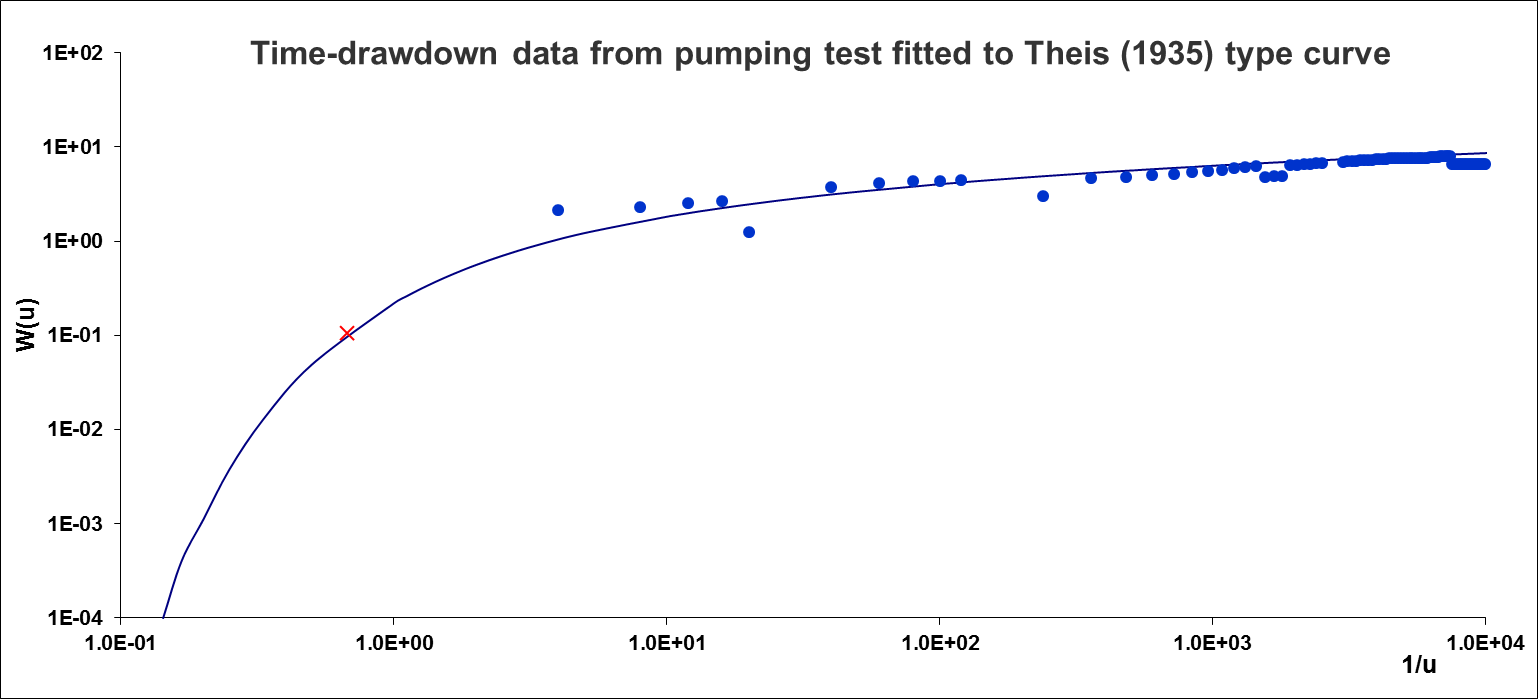 Time-drawdown data from pumping test fitted to Theis (1935) type curve
1E+02
1E+01
1E+00
1E-01
1E-02
1E-03
1E-04
W(u)
1.0E-01 1.0E+00 1.0E+01 1.0E+02 1.0E+03 1.0E+04
1/u